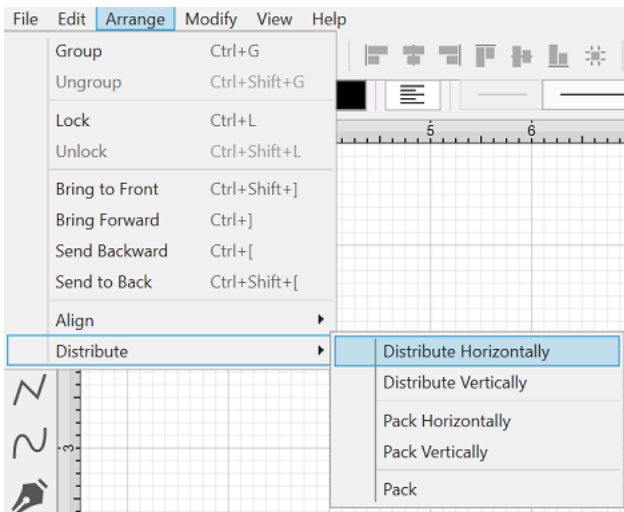 File Edit Arrange Modify View Help
Group Ctrl+G
Ungroup Ctrl+Shift+G
Lock Ctrl+L
Unlock Ctrl+Shift+L
Bring to Front Ctrl+Shift+]
Bring Forward Ctrl+]
Send Backward Ctrl+[
Send to Back Ctrl+Shift+[
Align
Distribute
5 6
Distribute Horizontally
Distribute Vertically
Pack Horizontally
Pack Vertically
Pack
3